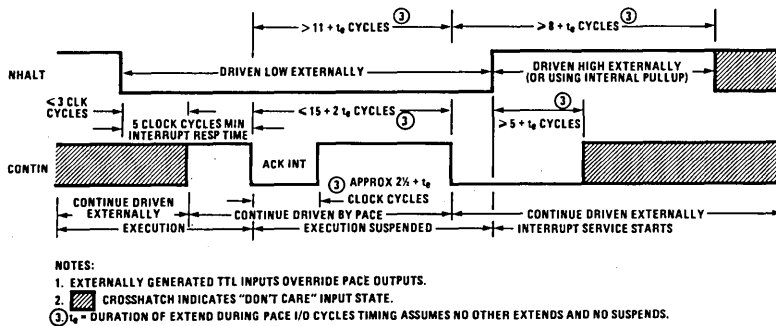 > 11 + te CYCLES ③
≥ 8 + te CYCLES ③
NHALT
DRIVEN LOW EXTERNALLY
DRIVEN HIGH EXTERNALLY
(OR USING INTERNAL PULLUP)
≤ 3 CLK
CYCLES
5 CLOCK CYCLES MIN
INTERRUPT RESP TIME
≤ 15 + 2 te CYCLES
③
③
≥ 5 + te CYCLES
CONTIN
ACK INT
③ APPROX 2½ + te
CLOCK CYCLES
CONTINUE DRIVEN
EXTERNALLY
CONTINUE DRIVEN BY PACE
CONTINUE DRIVEN EXTERNALLY
EXECUTION
EXECUTION SUSPENDED
INTERRUPT SERVICE STARTS
NOTES:
1. EXTERNALLY GENERATED TTL INPUTS OVERRIDE PACE OUTPUTS.
2. CROSSHATCH INDICATES "DON'T CARE" INPUT STATE.
③ te = DURATION OF EXTEND DURING PACE I/O CYCLES TIMING ASSUMES NO OTHER EXTENDS AND NO SUSPENDS.